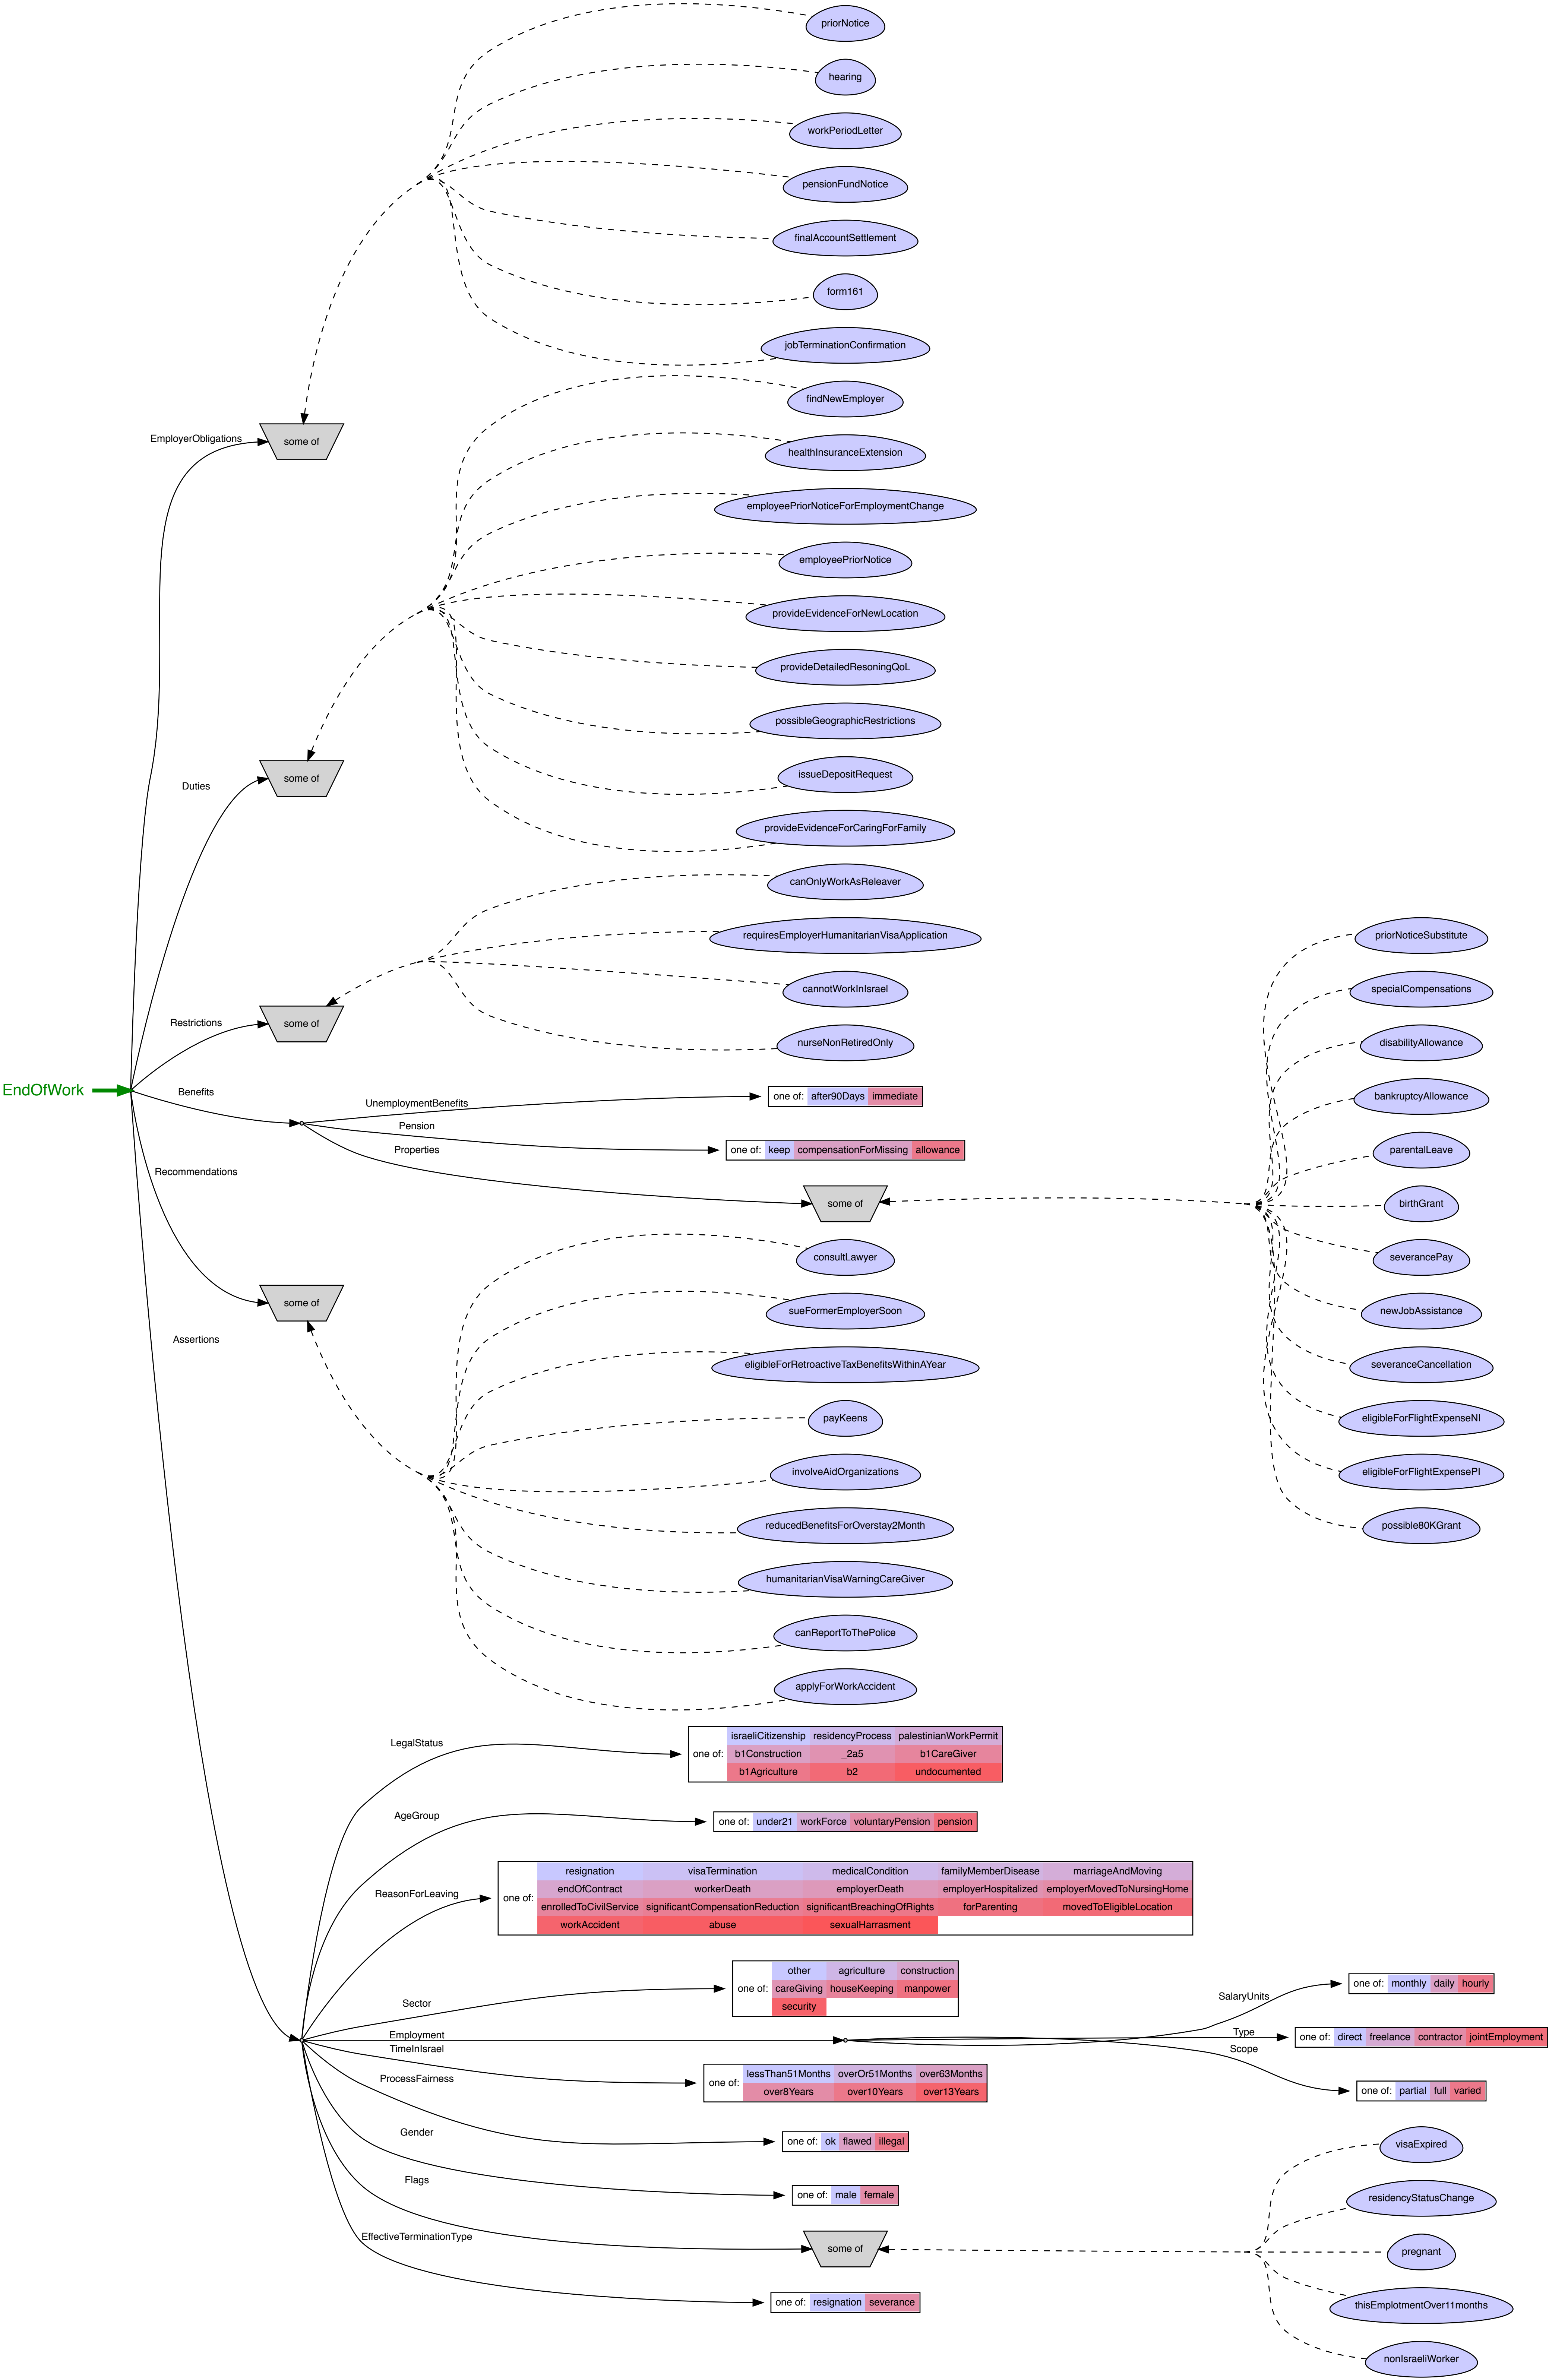 priorNotice
hearing
workPeriodLetter
pensionFundNotice
finalAccountSettlement
form161
jobTerminationConfirmation
findNewEmployer
EmployerObligations
some of
healthInsuranceExtension
employeePriorNoticeForEmploymentChange
employeePriorNotice
provideEvidenceForNewLocation
provideDetailedResoningQoL
possibleGeographicRestrictions
Duties
some of
issueDepositRequest
provideEvidenceForCaringForFamily
canOnlyWorkAsReleaver
requiresEmployerHumanitarianVisaApplication
priorNoticeSubstitute
cannotWorkInIsrael
specialCompensations
Restrictions
some of
nurseNonRetiredOnly
disabilityAllowance
EndOfWork
Benefits
UnemploymentBenefits
one of: after90Days immediate
bankruptcyAllowance
Pension
one of: keep compensationForMissing allowance
parentalLeave
Properties
some of
birthGrant
Recommendations
consultLawyer
severancePay
some of
sueFormerEmployerSoon
newJobAssistance
Assertions
eligibleForRetroactiveTaxBenefitsWithinAYear
severanceCancellation
payKeens
eligibleForFlightExpenseNI
involveAidOrganizations
eligibleForFlightExpensePI
reducedBenefitsForOverstay2Month
possible80KGrant
humanitarianVisaWarningCareGiver
canReportToThePolice
applyForWorkAccident
LegalStatus
israeliCitizenship residencyProcess palestinianWorkPermit
one of: b1Construction _2a5 b1CareGiver
b1Agriculture b2 undocumented
AgeGroup
one of: under21 workForce voluntaryPension pension
ReasonForLeaving
resignation visaTermination medicalCondition familyMemberDisease marriageAndMoving
endOfContract workerDeath employerDeath employerHospitalized employerMovedToNursingHome
one of:
enrolledToCivilService significantCompensationReduction significantBreachingOfRights forParenting movedToEligibleLocation
workAccident abuse sexualHarrasment
Sector
other agriculture construction
one of: careGiving houseKeeping manpower
security
SalaryUnits
one of: monthly daily hourly
Employment
Type
one of: direct freelance contractor jointEmployment
TimeInIsrael
Scope
one of: partial full varied
one of: lessThan51Months overOr51Months over63Months
over8Years over10Years over13Years
ProcessFairness
one of: ok flawed illegal
Gender
one of: male female
visaExpired
Flags
some of
residencyStatusChange
pregnant
EffectiveTerminationType
one of: resignation severance
thisEmplotmentOver11months
nonIsraeliWorker